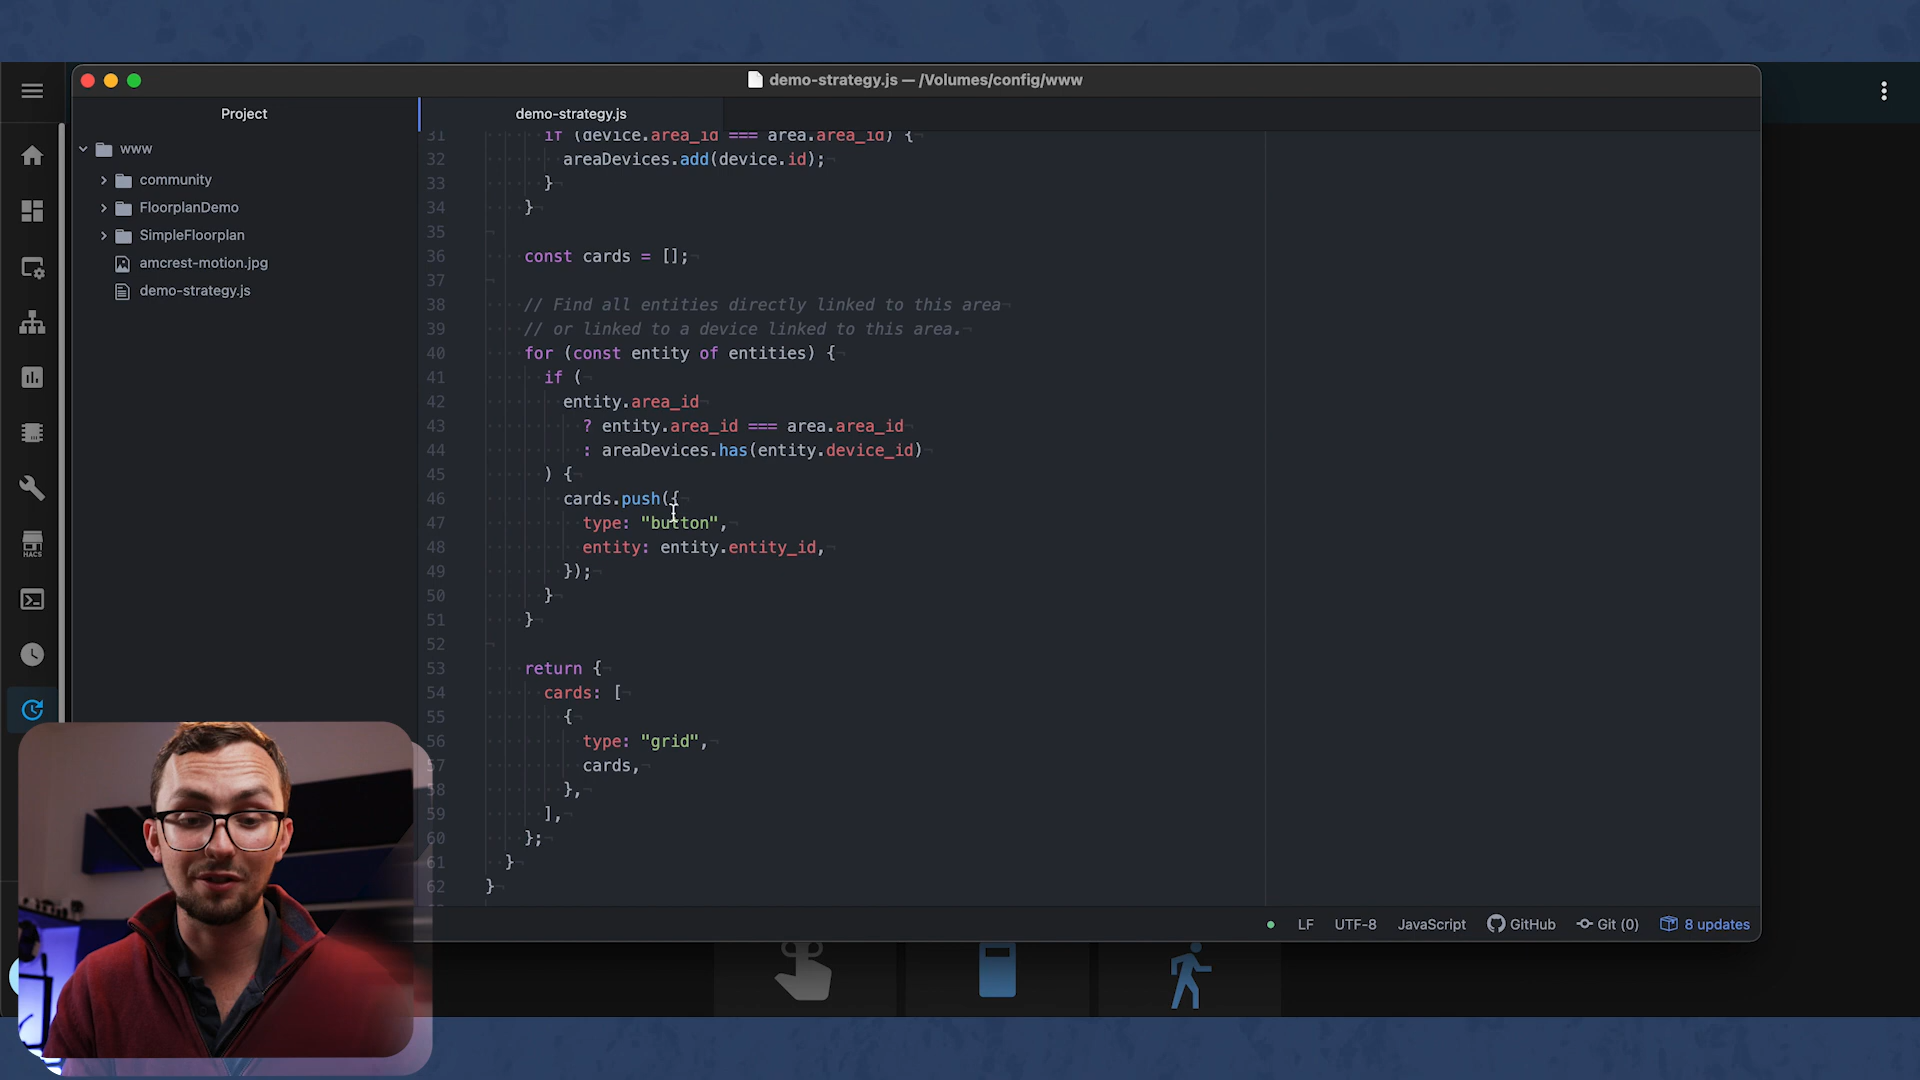 demo-strategy.js — /Volumes/config/www
Project
demo-strategy.js
www
community
FloorplanDemo
SimpleFloorplan
amcrest-motion.jpg
demo-strategy.js
HACS
31 if (device.area_id === area.area_id) {
32 areaDevices.add(device.id);
33 }
34 }
35
36 const cards = [];
37
38 // Find all entities directly linked to this area
39 // or linked to a device linked to this area.
40 for (const entity of entities) {
41 if (
42 entity.area_id
43 ? entity.area_id === area.area_id
44 : areaDevices.has(entity.device_id)
45 ) {
46 cards.push({
47 type: "button",
48 entity: entity.entity_id,
49 });
50 }
51 }
52
53 return {
54 cards: [
55 {
56 type: "grid",
57 cards,
58 },
59 ],
60 };
61 }
62 }
LF UTF-8 JavaScript GitHub Git (0) 8 updates